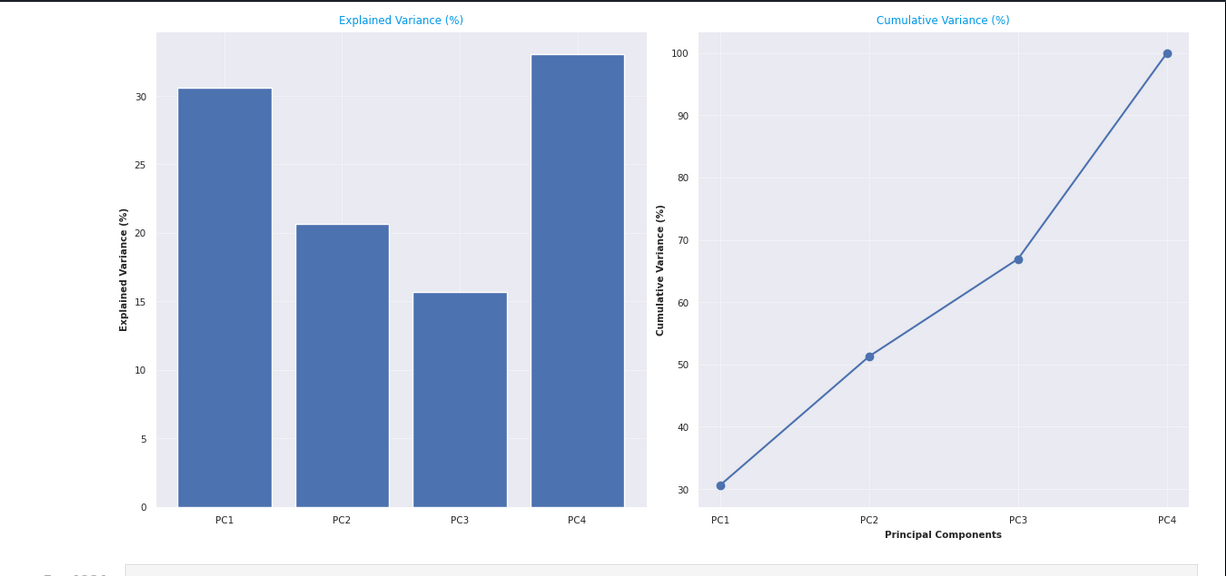 Explained Variance (%)
Explained Variance (%)
30
25
20
15
10
5
0
PC1 PC2 PC3 PC4
Cumulative Variance (%)
Cumulative Variance (%)
100
90
80
70
60
50
40
30
PC1 PC2 PC3 PC4
Principal Components